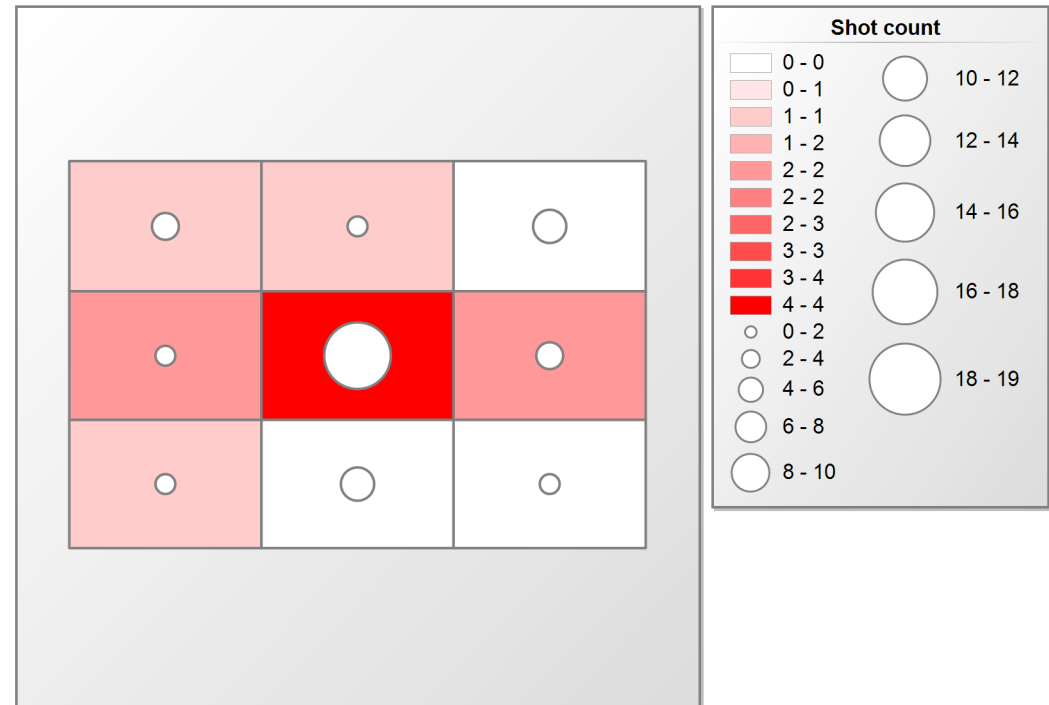 Shot count
0 - 0
0 - 1
1 - 1
1 - 2
2 - 2
2 - 2
2 - 3
3 - 3
3 - 4
4 - 4
0 - 2
2 - 4
4 - 6
6 - 8
8 - 10
10 - 12
12 - 14
14 - 16
16 - 18
18 - 19